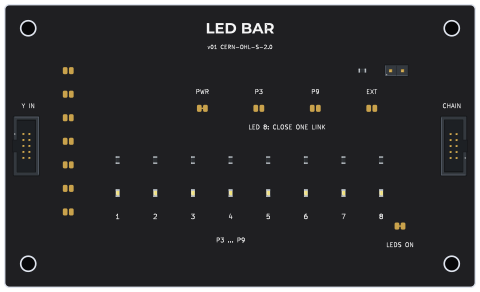 LED BAR
v01 CERN-OHL-S-2.0
PWR P3 P9 EXT
Y IN
CHAIN
LED 8: CLOSE ONE LINK
1 2 3 4 5 6 7 8
P3 ... P9
LEDS ON